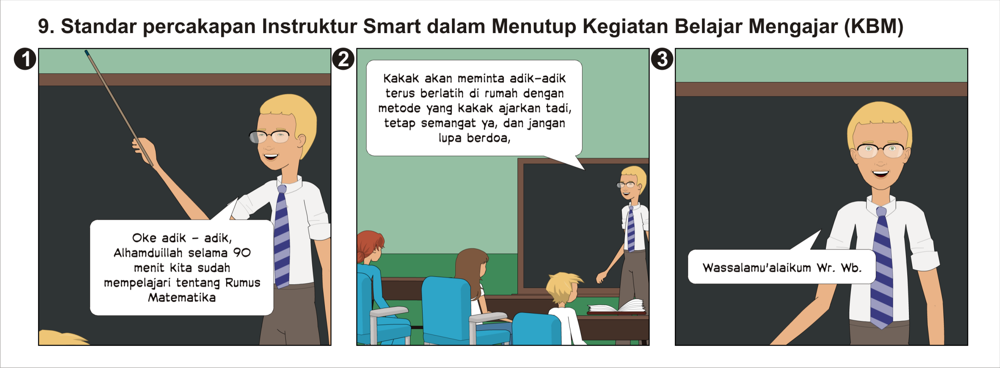 9. Standar percakapan Instruktur Smart dalam Menutup Kegiatan Belajar Mengajar (KBM)
1
Oke adik - adik,
Alhamduillah selama 90
menit kita sudah
mempelajari tentang Rumus
Matematika
2
Kakak akan meminta adik-adik
terus berlatih di rumah dengan
metode yang kakak ajarkan tadi,
tetap semangat ya, dan jangan
lupa berdoa,
3
Wassalamu'alaikum Wr. Wb.